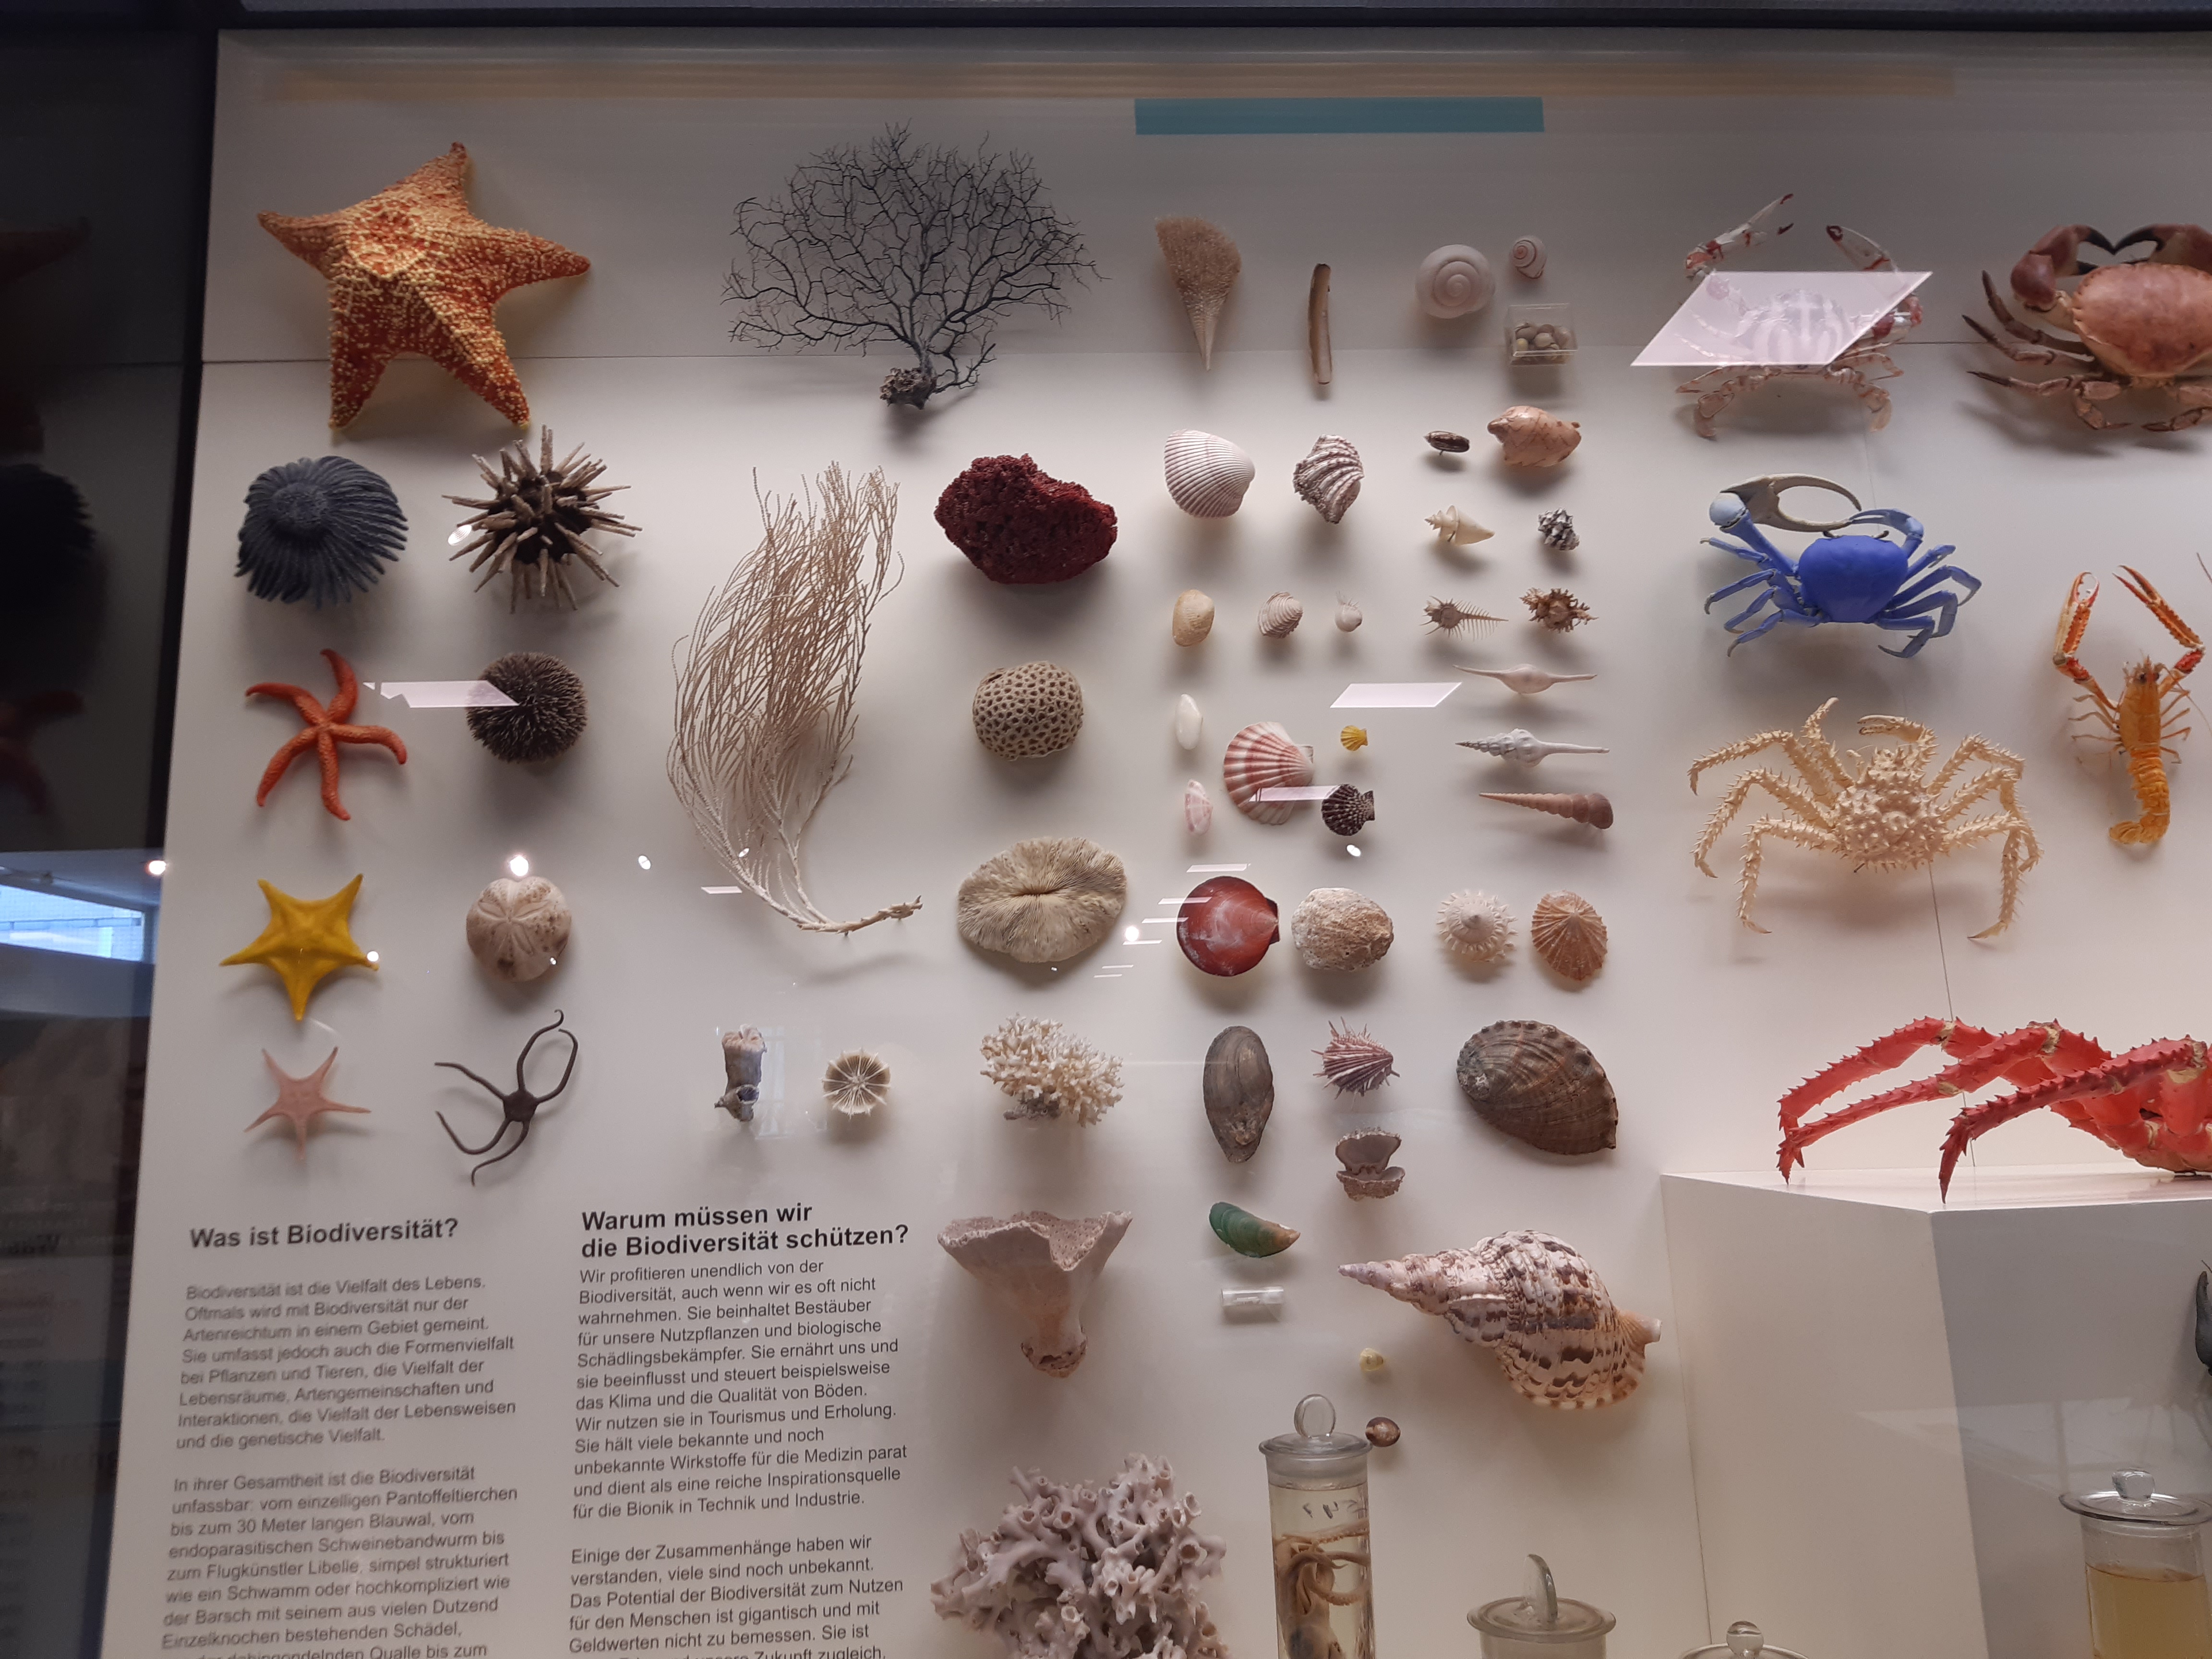 Was ist Biodiversität?
Biodiversität ist die Vielfalt des Lebens.
Oftmals wird mit Biodiversität nur der
Artenreichtum in einem Gebiet gemeint.
Sie umfasst jedoch auch die Formenvielfalt
bei Pflanzen und Tieren, die Vielfalt der
Lebensräume, Artengemeinschaften und
Interaktionen, die Vielfalt der Lebensweisen
und die genetische Vielfalt.
In ihrer Gesamtheit ist die Biodiversität
unfassbar: vom einzelligen Pantoffeltierchen
bis zum 30 Meter langen Blauwal, vom
endoparasitischen Schweinebandwurm bis
zum Flugkünstler Libelle, simpel strukturiert
wie ein Schwamm oder hochkompliziert wie
der Barsch mit seinem aus vielen Dutzend
Einzelknochen bestehenden Schädel,
Qualle bis zum
Warum müssen wir
die Biodiversität schützen?
Wir profitieren unendlich von der
Biodiversität, auch wenn wir es oft nicht
wahrnehmen. Sie beinhaltet Bestäuber
für unsere Nutzpflanzen und biologische
Schädlingsbekämpfer. Sie ernährt uns und
sie beeinflusst und steuert beispielsweise
das Klima und die Qualität von Böden.
Wir nutzen sie in Tourismus und Erholung.
Sie hält viele bekannte und noch
unbekannte Wirkstoffe für die Medizin parat
und dient als eine reiche Inspirationsquelle
für die Bionik in Technik und Industrie.
Einige der Zusammenhänge haben wir
verstanden, viele sind noch unbekannt.
Das Potential der Biodiversität zum Nutzen
für den Menschen ist gigantisch und mit
Geldwerten nicht zu bemessen. Sie ist
Zukunft zugleich.